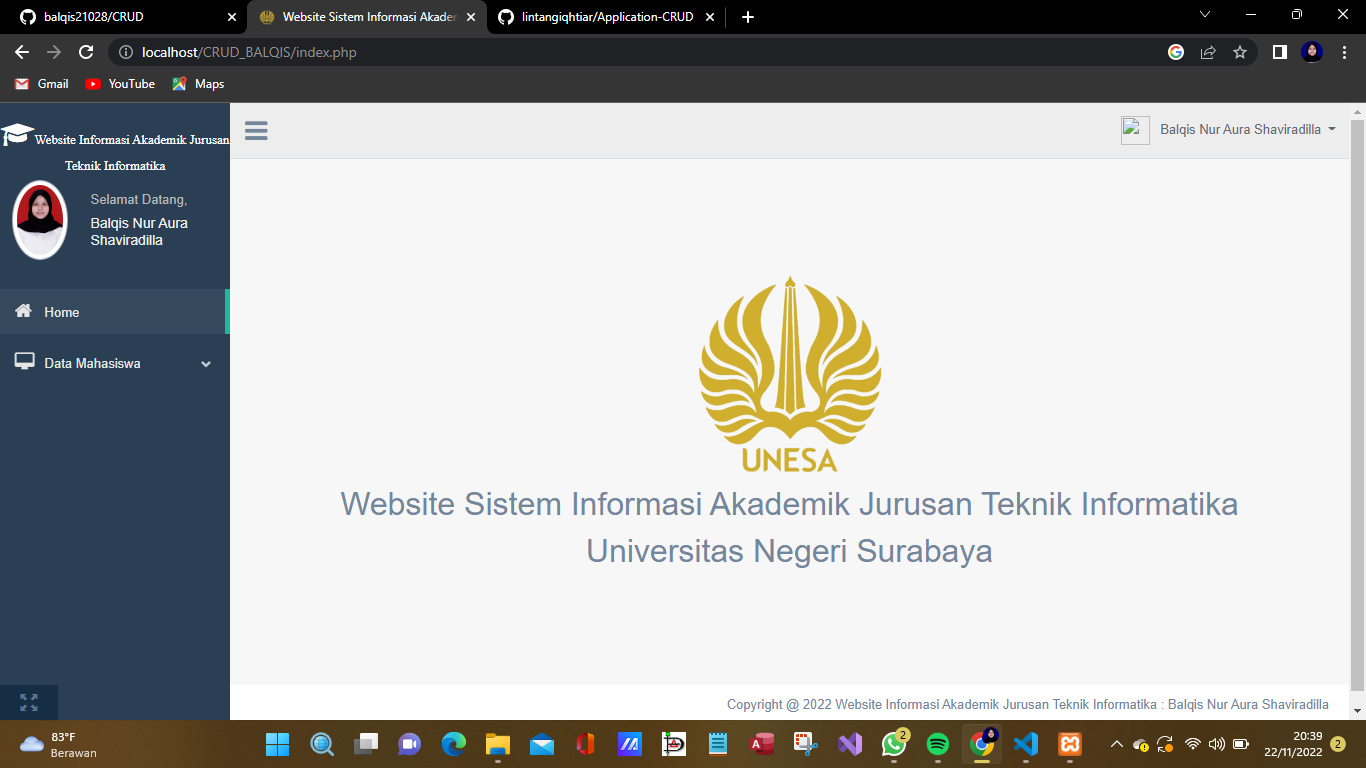 balqis21028/CRUD
Website Sistem Informasi Akaden
lintangiqhtiar/Application-CRUD
localhost/CRUD_BALQIS/index.php
Gmail
YouTube
Maps
Website Informasi Akademik Jurusan
Teknik Informatika
Selamat Datang,
Balqis Nur Aura
Shaviradilla
Home
Data Mahasiswa
Balqis Nur Aura Shaviradilla
UNESA
Website Sistem Informasi Akademik Jurusan Teknik Informatika
Universitas Negeri Surabaya
Copyright @ 2022 Website Informasi Akademik Jurusan Teknik Informatika : Balqis Nur Aura Shaviradilla
83°F
Berawan
2
20:39
22/11/2022
2